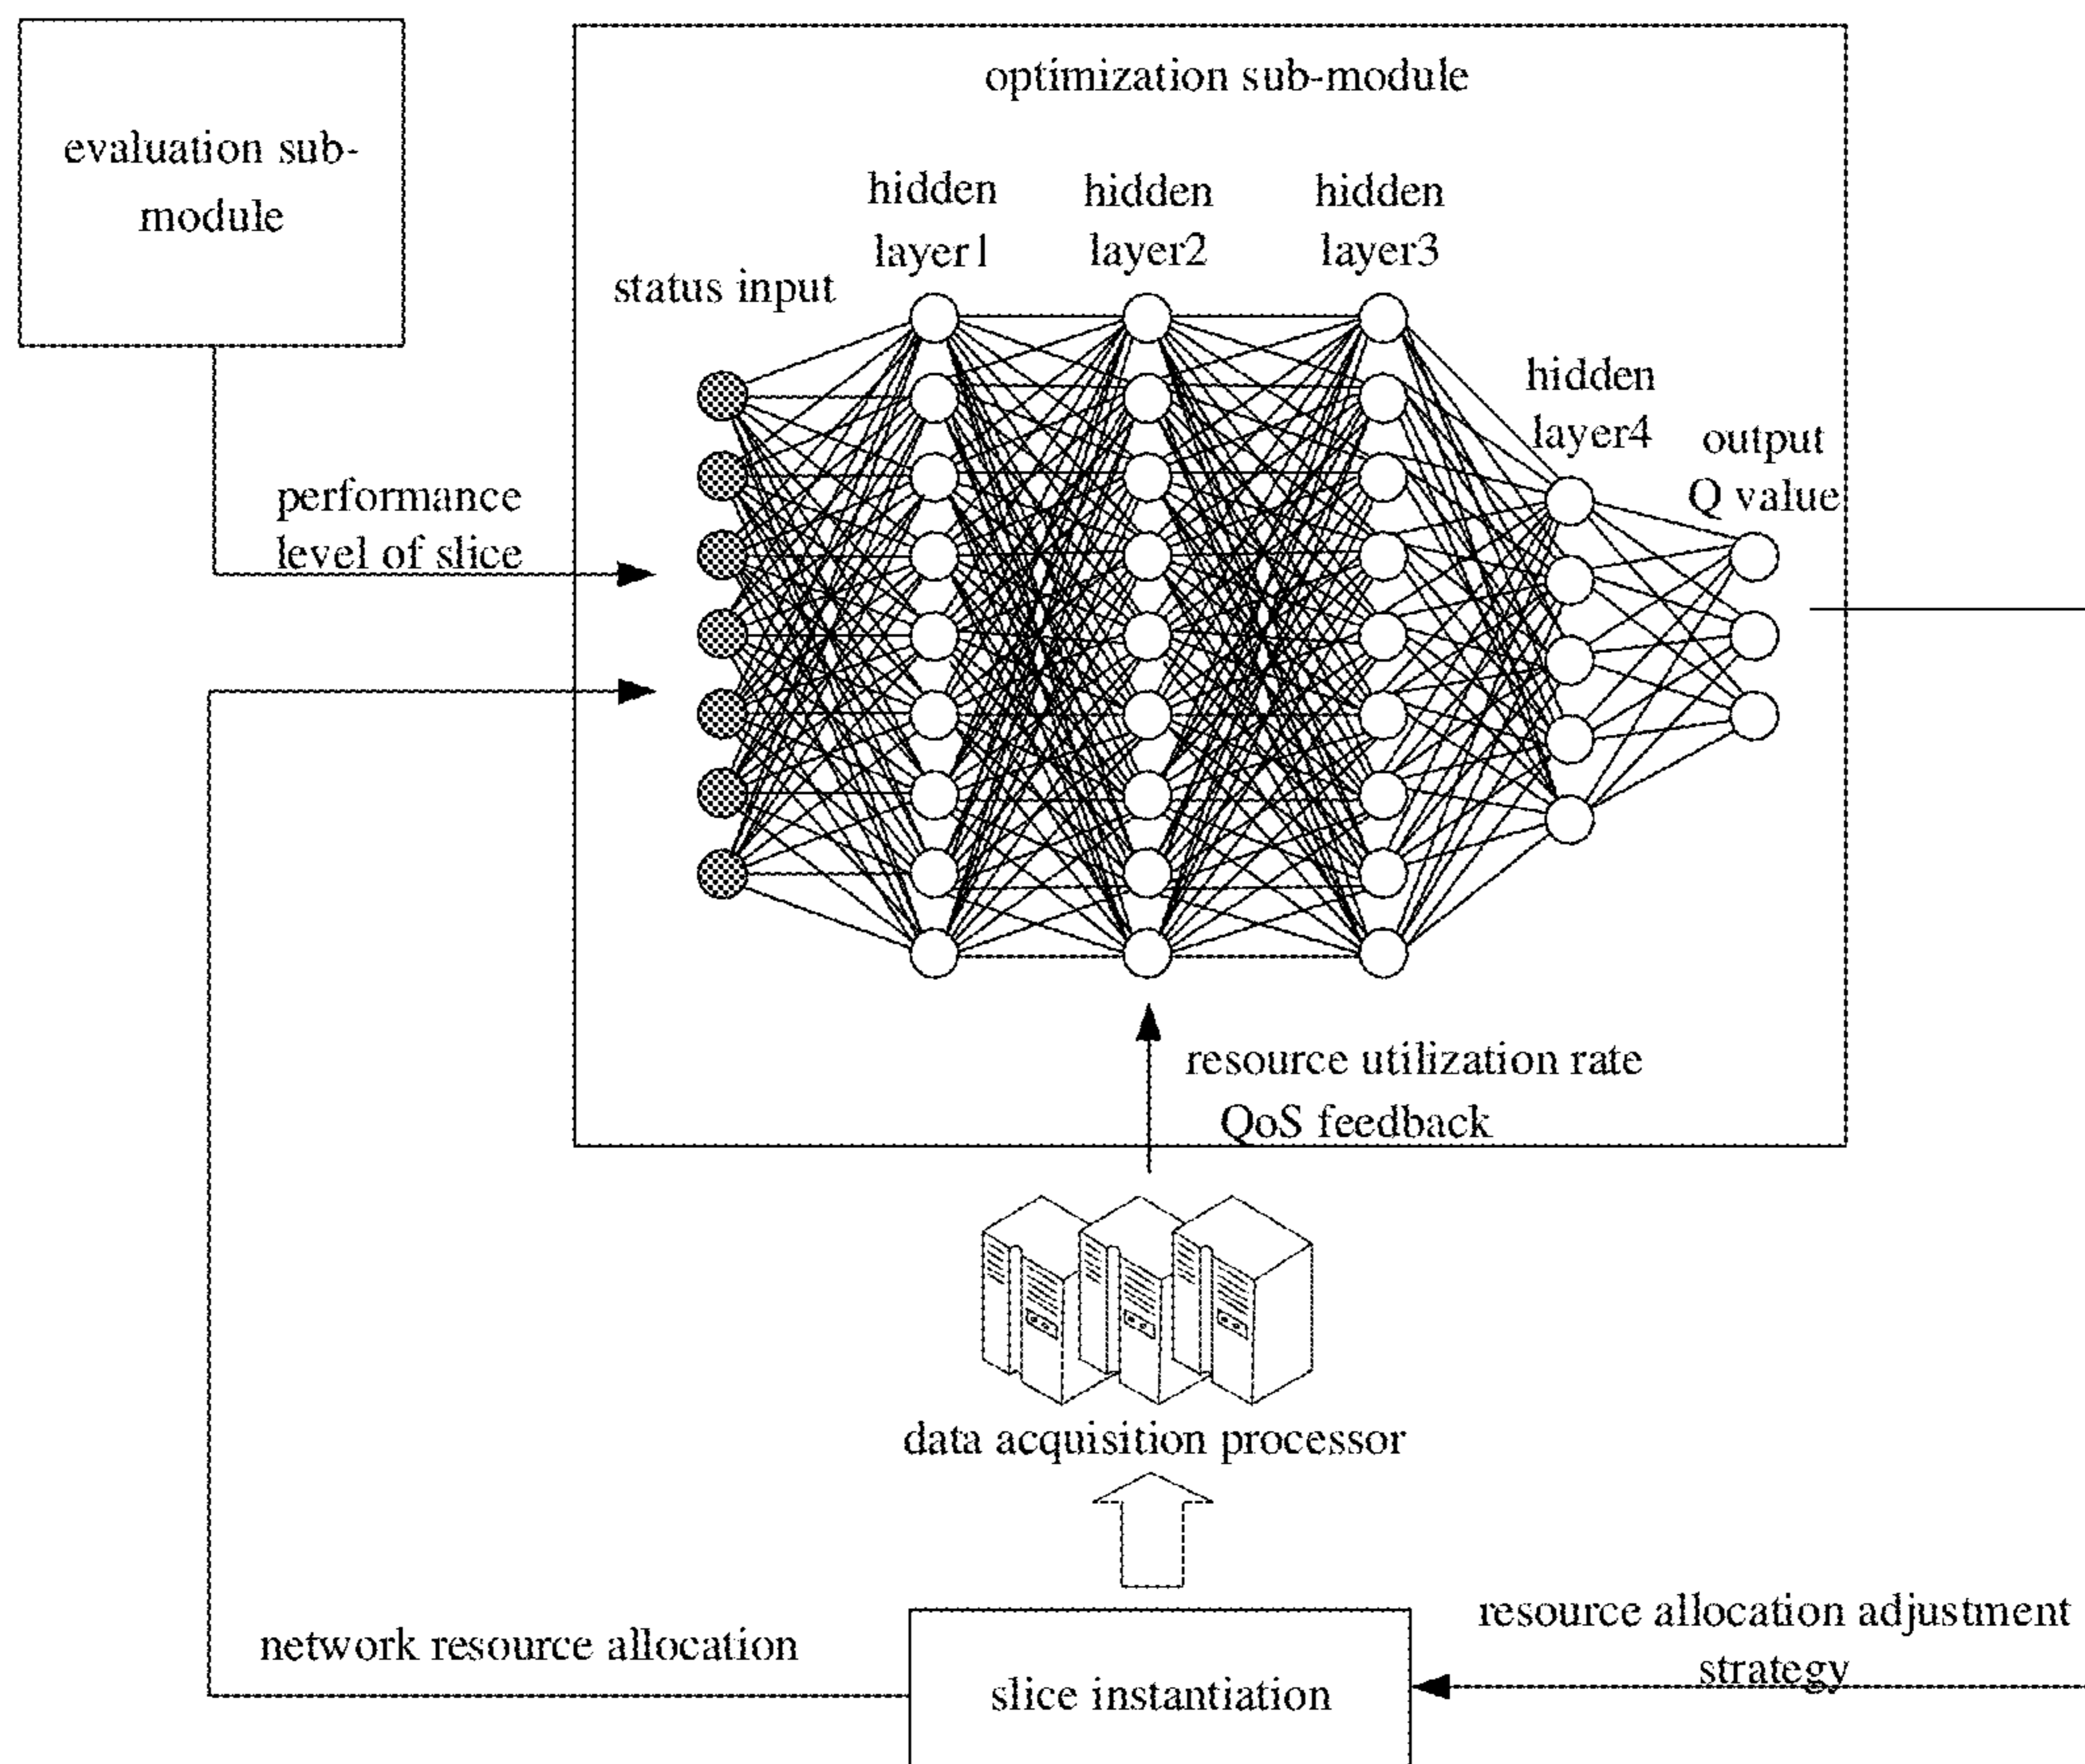 optimization sub-module
evaluation sub-
module
hidden
layer1
hidden
layer2
hidden
layer3
status input
hidden
layer4
output
Q value
performance
level of slice
resource utilization rate
QoS feedback
data acquisition processor
network resource allocation
slice instantiation
resource allocation adjustment
strategy